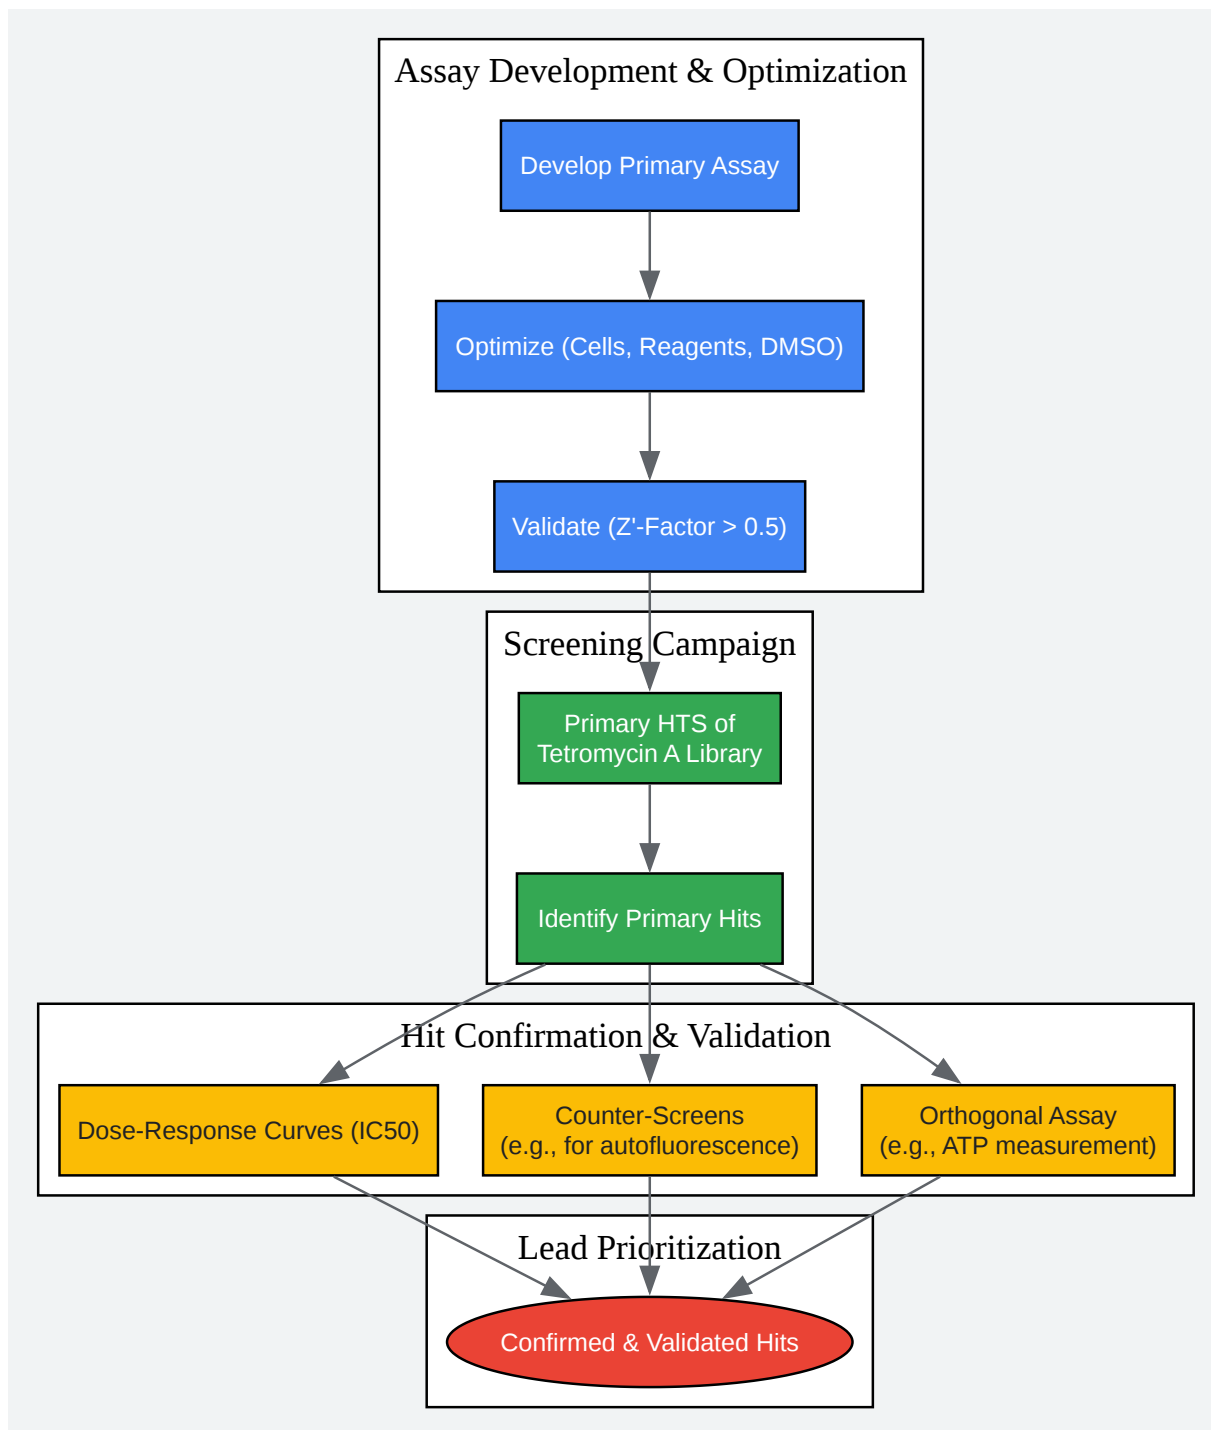 Assay Development & Optimization
Develop Primary Assay
Optimize (Cells, Reagents, DMSO)
Validate (Z'-Factor > 0.5)
Screening Campaign
Primary HTS of
Tetromycin A Library
Identify Primary Hits
Hit Confirmation & Validation
Dose-Response Curves (IC50)
Counter-Screens
(e.g., for autofluorescence)
Orthogonal Assay
(e.g., ATP measurement)
Lead Prioritization
Confirmed & Validated Hits